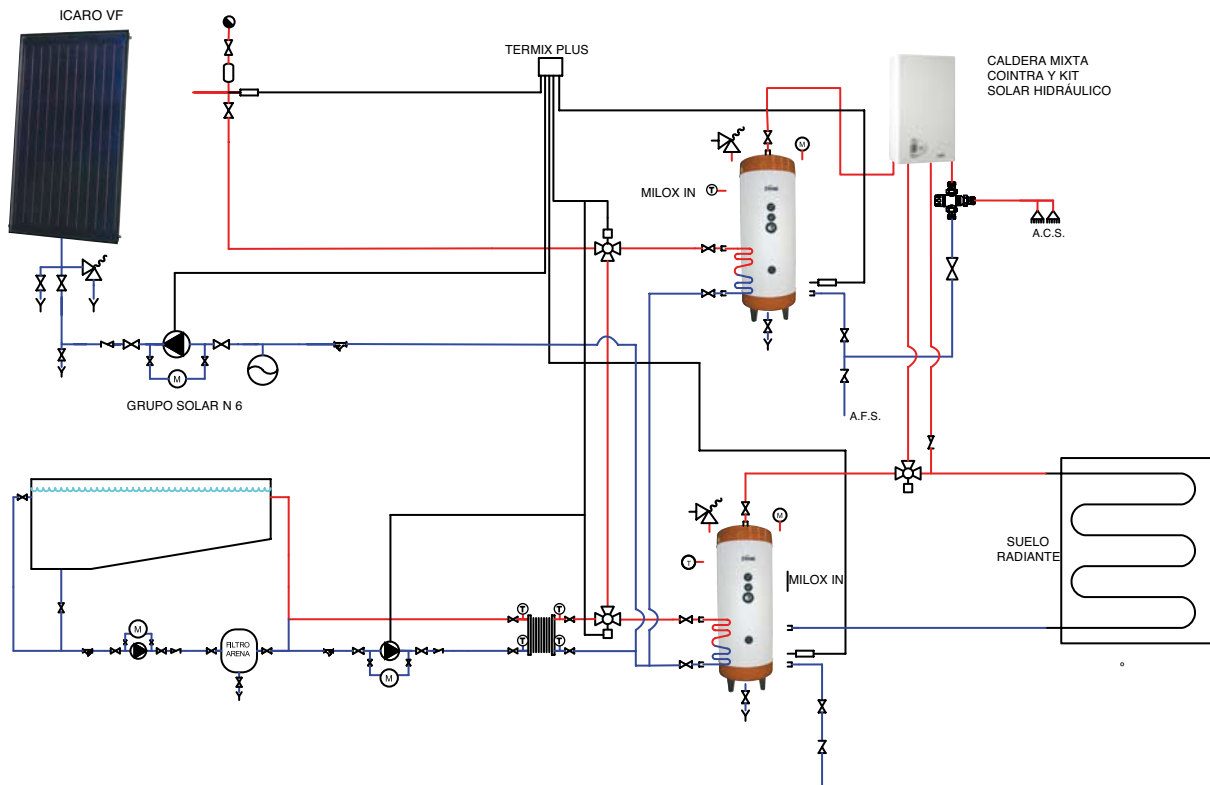 ICARO VF
TERMIX PLUS
CALDERA MIXTA
COINTRA Y KIT
SOLAR HIDRÁULICO
M
MILOX IN
T
A.C.S.
M
GRUPO SOLAR N 6
A.F.S.
M
T
MILOX IN
SUELO
RADIANTE
T
T
M
FILTRO
ARENA
T
T
M